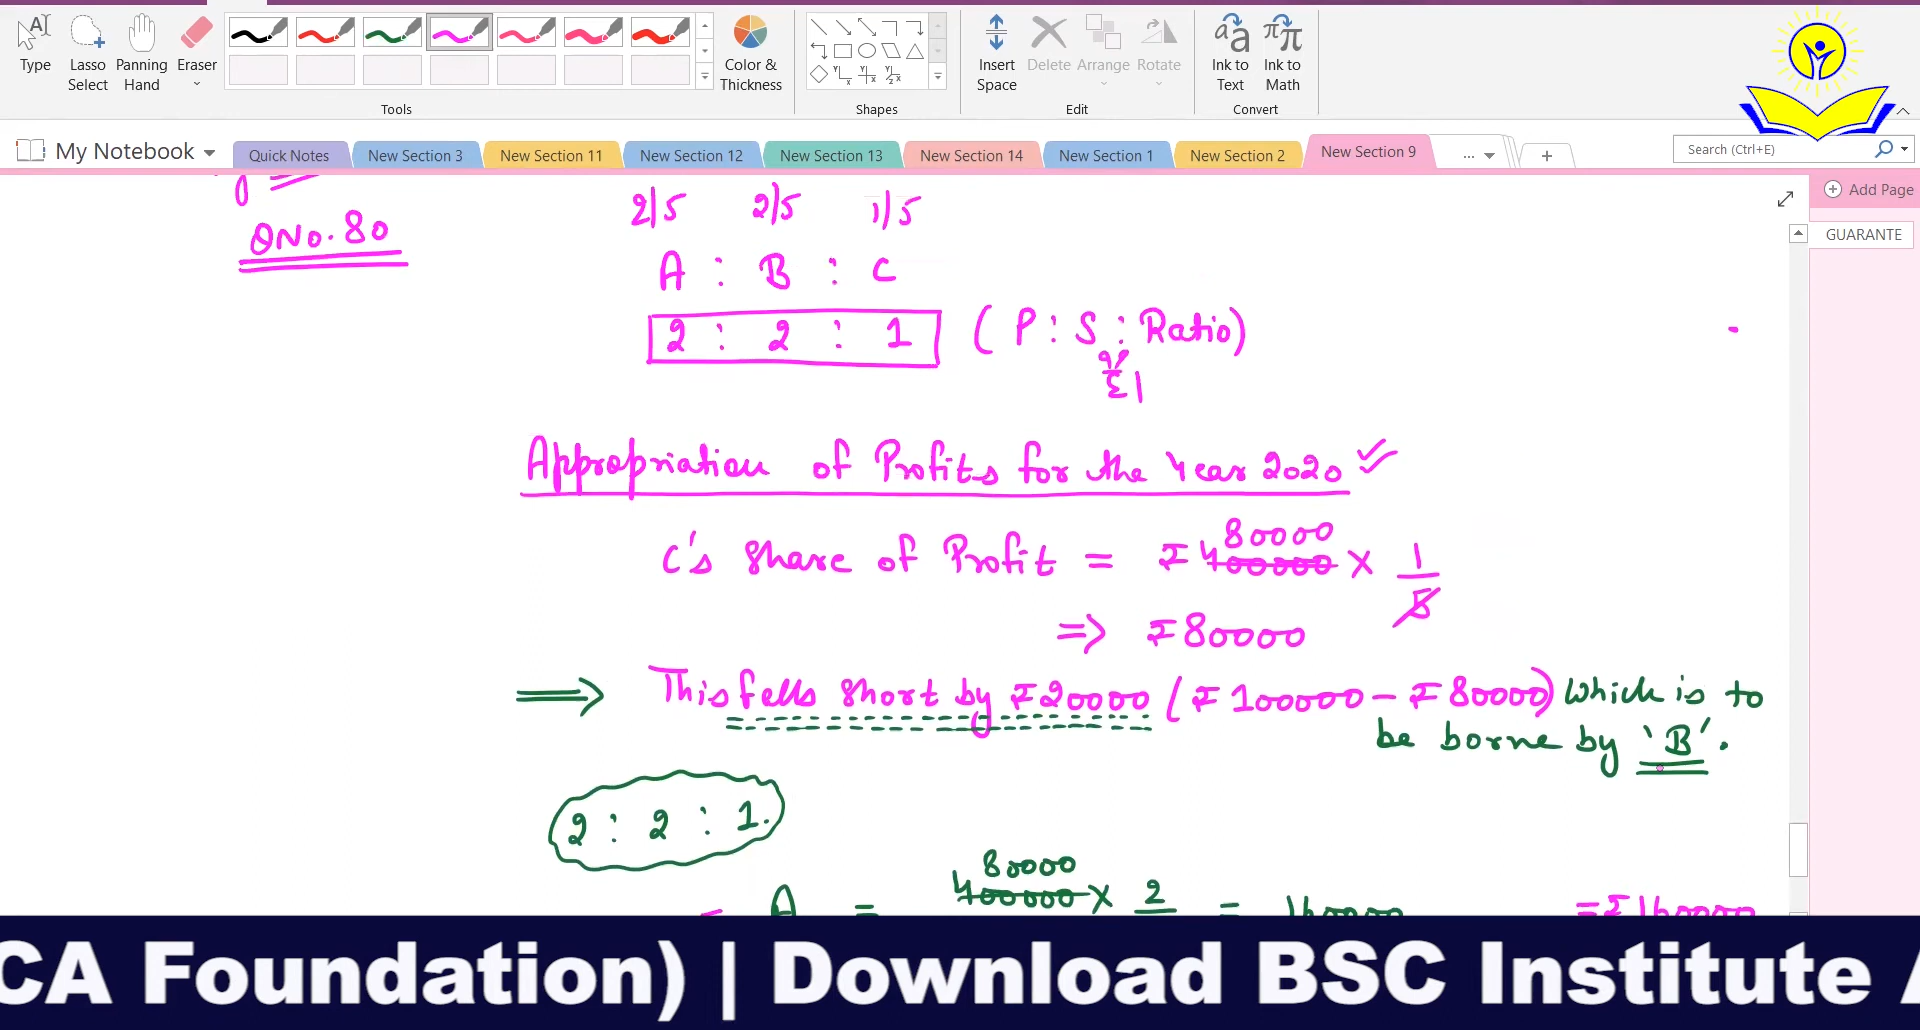 Type
Lasso Select
Panning Hand
Eraser
Color & Thickness
Insert Space
Delete
Arrange
Rotate
Ink to Text
Ink to Math
Tools
Shapes
Edit
Convert
My Notebook
Quick Notes
New Section 3
New Section 11
New Section 12
New Section 13
New Section 14
New Section 1
New Section 2
New Section 9
...
Search (Ctrl+E)
Add Page
GUARANTE
QNo. 80
2/5 2/5 1/5
A : B : C
2 : 2 : 1 (P : S : Ratio)
Appropriation of Profits for the Year 2020
80000
C's Share of Profit = ₹ 400000 × 1/5
=> ₹ 80000
=> This falls short by ₹ 20000 (₹ 100000 - ₹ 80000) which is to
be borne by 'B'.
2 : 2 : 1.
80000
A = 400000 × 2 = 160000 = ₹ 160000
CA Foundation) | Download BSC Institute A